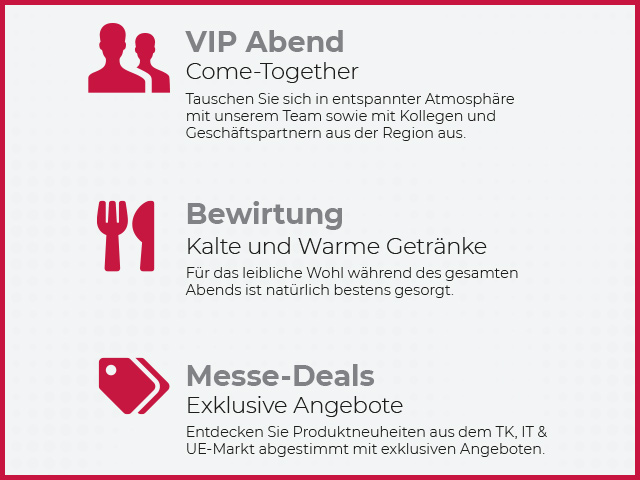 VIP Abend
Come-Together
Tauschen Sie sich in entspannter Atmosphäre
mit unserem Team sowie mit Kollegen und
Geschäftspartnern aus der Region aus.
Bewirtung
Kalte und Warme Getränke
Für das leibliche Wohl während des gesamten
Abends ist natürlich bestens gesorgt.
Messe-Deals
Exklusive Angebote
Entdecken Sie Produktneuheiten aus dem TK, IT &
UE-Markt abgestimmt mit exklusiven Angeboten.